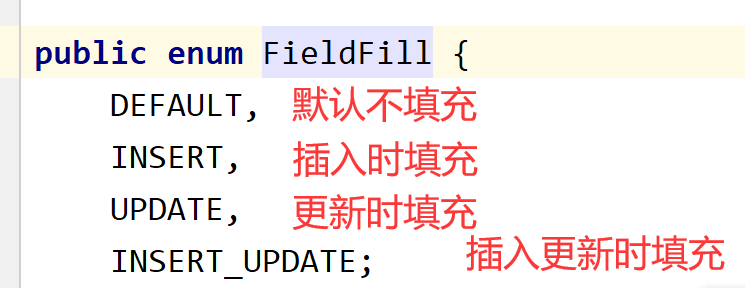 public enum FieldFill {
DEFAULT, 默认不填充
INSERT, 插入时填充
UPDATE, 更新时填充
INSERT_UPDATE; 插入更新时填充